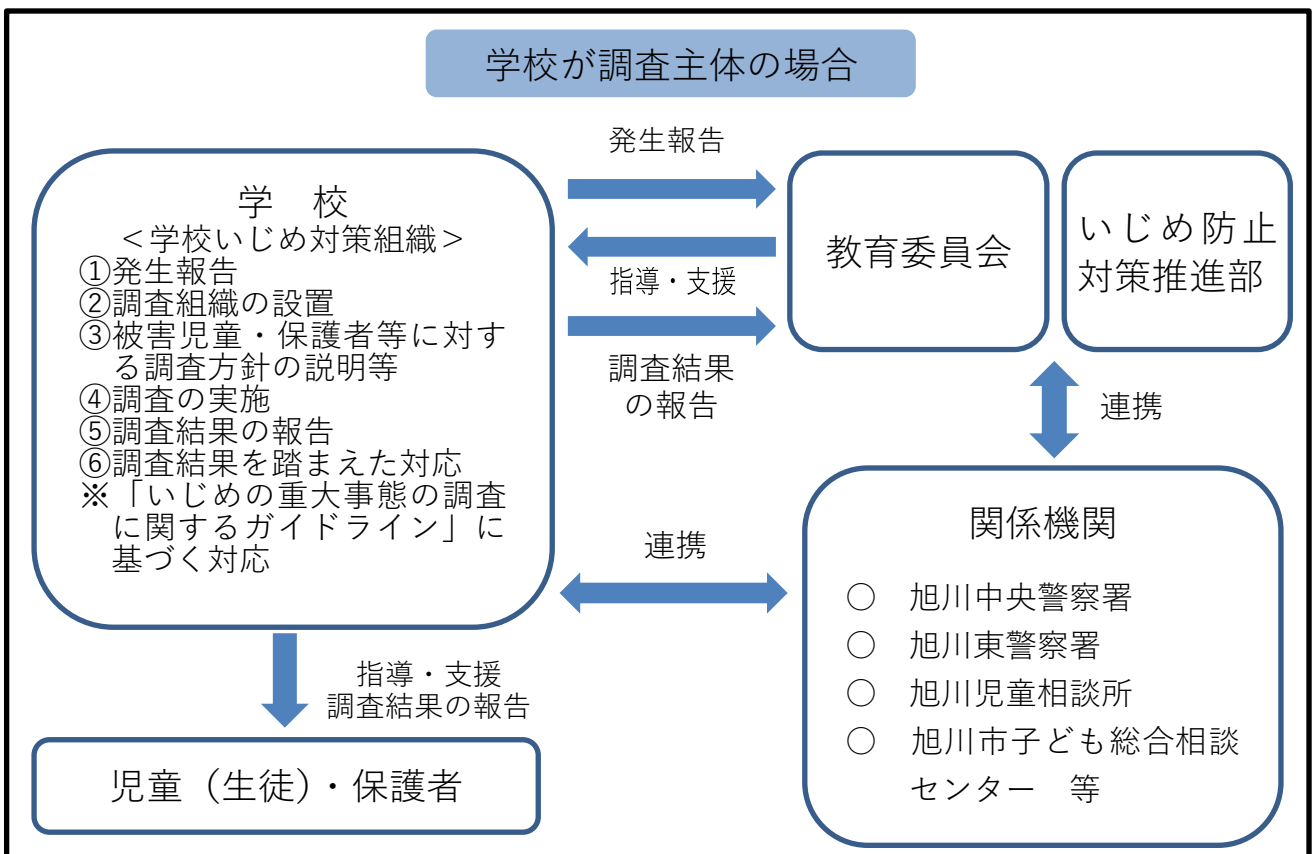 学校が調査主体の場合
発生報告
学　校
＜学校いじめ対策組織＞
①発生報告
②調査組織の設置
③被害児童・保護者等に対す
る調査方針の説明等
④調査の実施
⑤調査結果の報告
⑥調査結果を踏まえた対応
※「いじめの重大事態の調査
に関するガイドライン」に
基づく対応
指導・支援
調査結果
の報告
教育委員会
いじめ防止
対策推進部
連携
連携
関係機関
○　旭川中央警察署
○　旭川東警察署
○　旭川児童相談所
○　旭川市子ども総合相談
センター　等
指導・支援
調査結果の報告
児童（生徒）・保護者